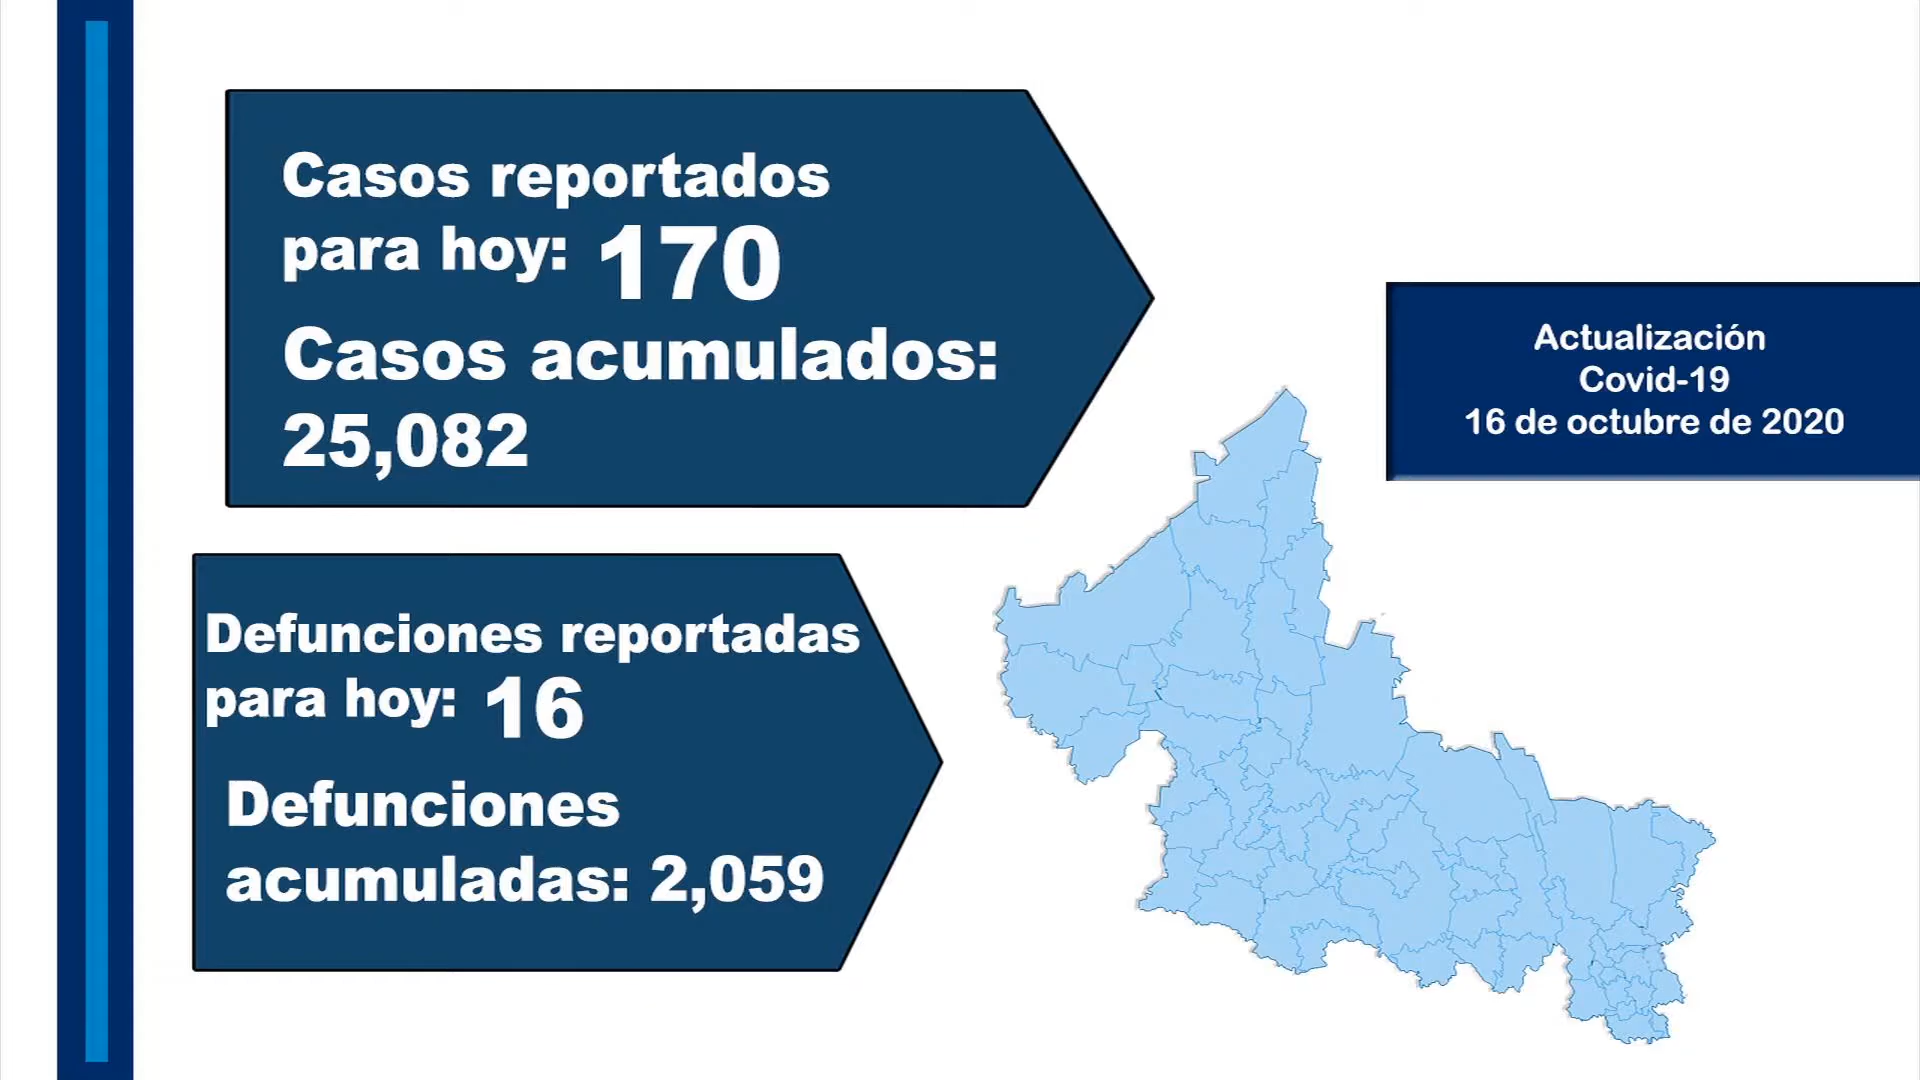 Casos reportados
para hoy: 170
Casos acumulados:
25,082
Actualización
Covid-19
16 de octubre de 2020
Defunciones reportadas
para hoy: 16
Defunciones
acumuladas: 2,059